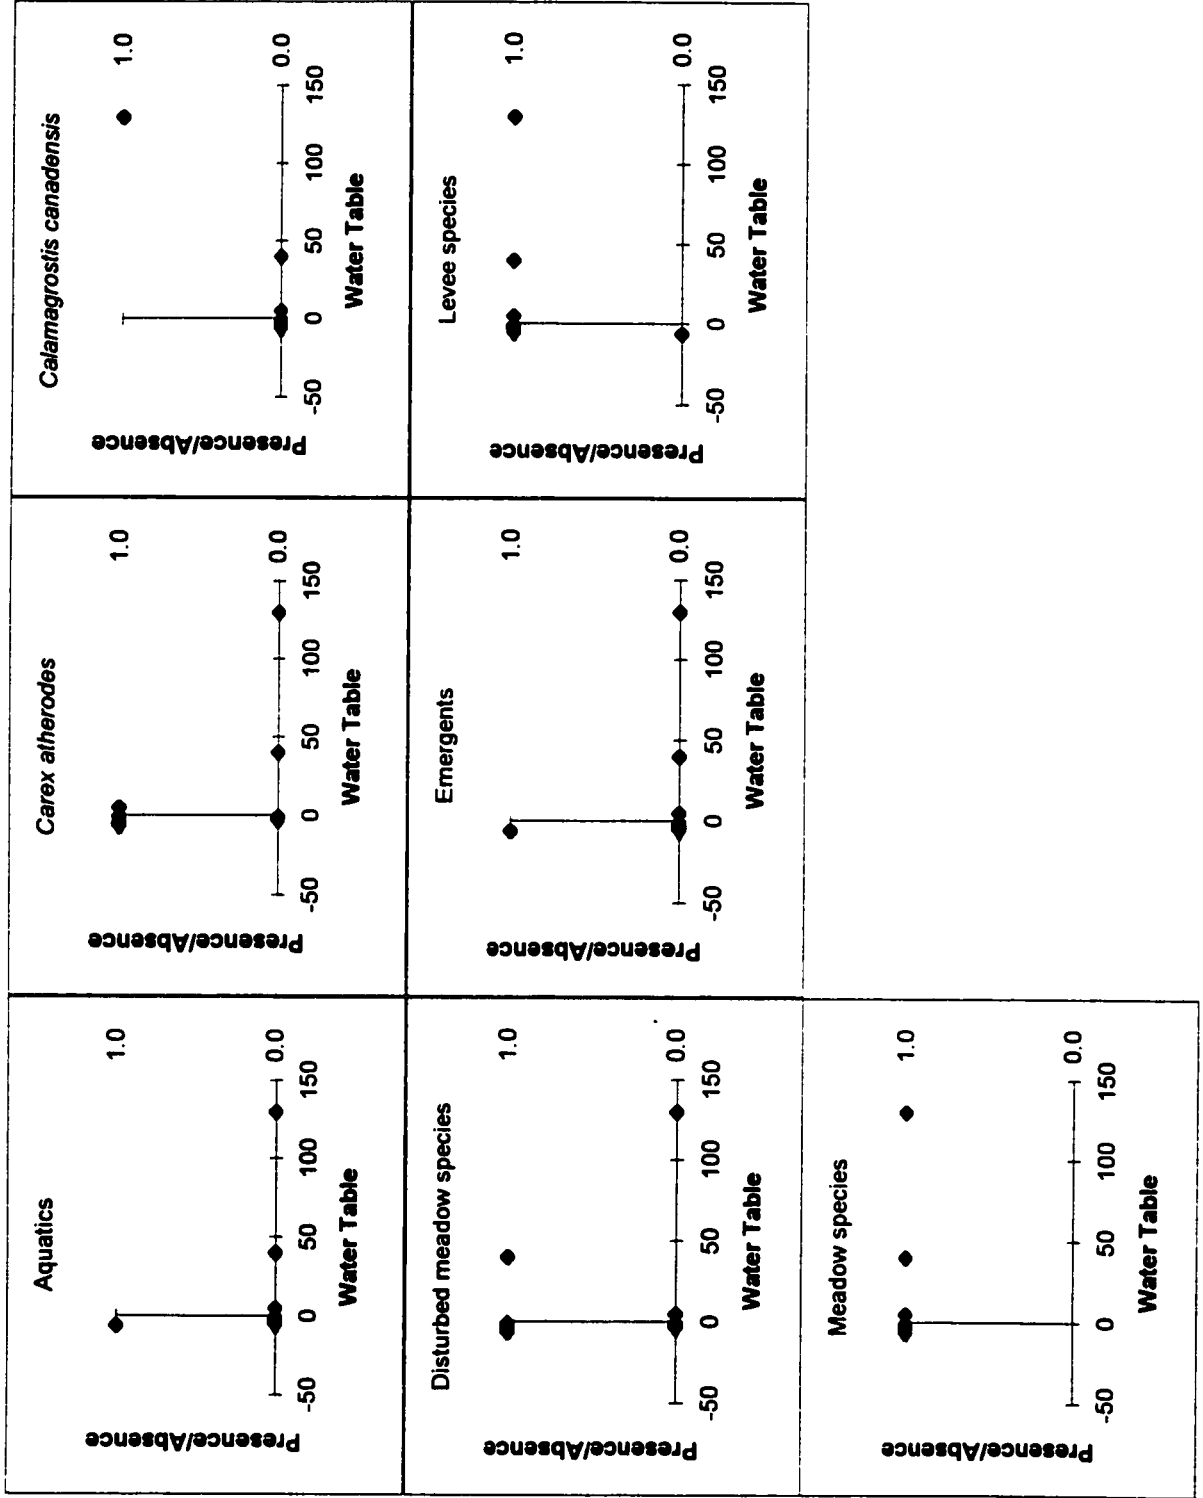 Aquatics
Presence/Absence
1.0
0.0
-50 0 50 100 150
Water Table
Carex atherodes
Presence/Absence
1.0
0.0
-50 0 50 100 150
Water Table
Calamagrostis canadensis
Presence/Absence
1.0
0.0
-50 0 50 100 150
Water Table
Disturbed meadow species
Presence/Absence
1.0
0.0
-50 0 50 100 150
Water Table
Emergents
Presence/Absence
1.0
0.0
-50 0 50 100 150
Water Table
Levee species
Presence/Absence
1.0
0.0
-50 0 50 100 150
Water Table
Meadow species
Presence/Absence
1.0
0.0
-50 0 50 100 150
Water Table